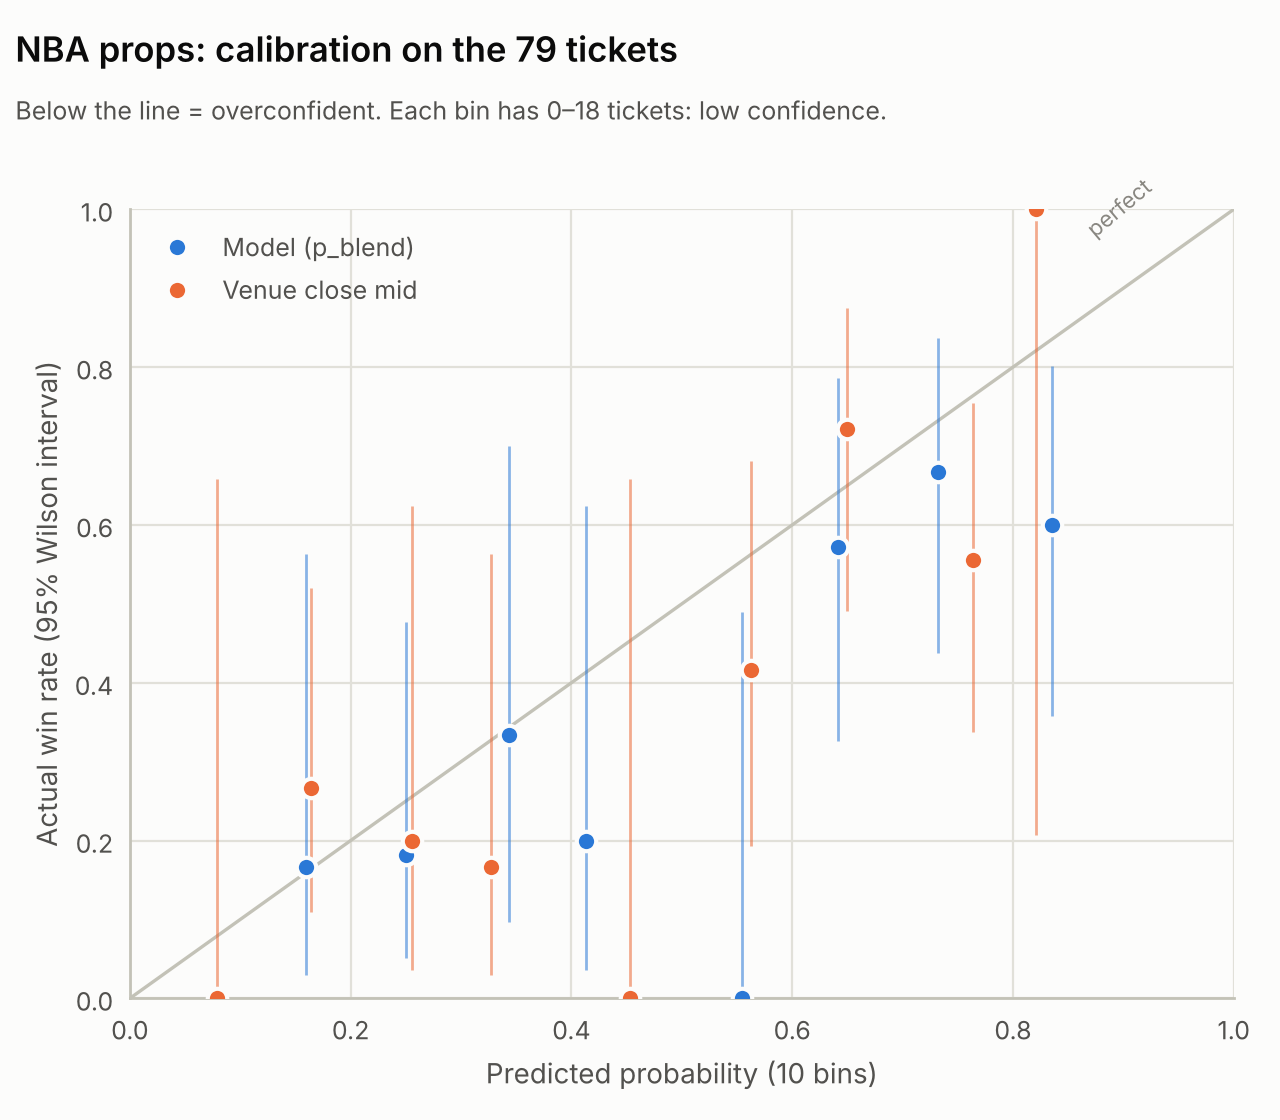 NBA props: calibration on the 79 tickets
Below the line = overconfident. Each bin has 0–18 tickets: low confidence.
perfect
Model (p_blend)
Venue close mid
Actual win rate (95% Wilson interval)
1.0
0.8
0.6
0.4
0.2
0.0
0.0 0.2 0.4 0.6 0.8 1.0
Predicted probability (10 bins)